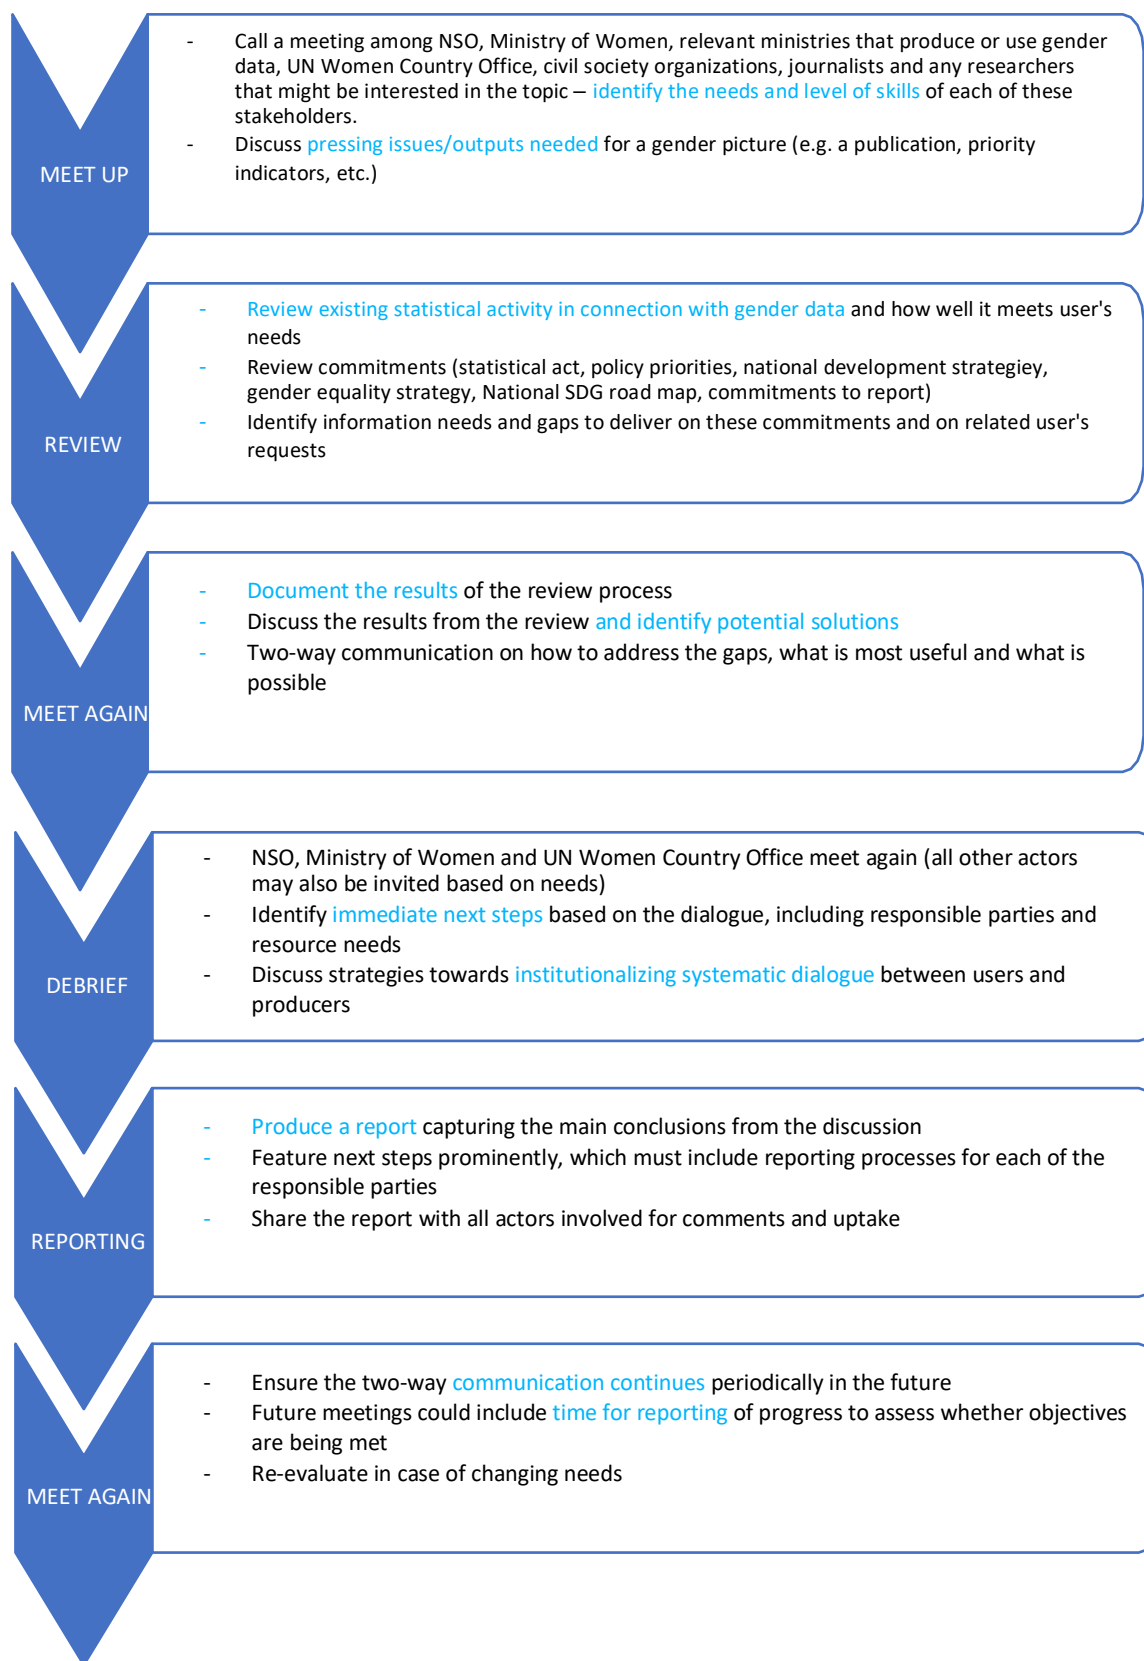 - Call a meeting among NSO, Ministry of Women, relevant ministries that produce or use gender
data, UN Women Country Office, civil society organizations, journalists and any researchers
that might be interested in the topic – identify the needs and level of skills of each of these
stakeholders.
- Discuss pressing issues/outputs needed for a gender picture (e.g. a publication, priority
indicators, etc.)
MEET UP
- Review existing statistical activity in connection with gender data and how well it meets user's
needs
- Review commitments (statistical act, policy priorities, national development strategiey,
gender equality strategy, National SDG road map, commitments to report)
- Identify information needs and gaps to deliver on these commitments and on related user's
requests
REVIEW
- Document the results of the review process
- Discuss the results from the review and identify potential solutions
- Two-way communication on how to address the gaps, what is most useful and what is
possible
MEET AGAIN
- NSO, Ministry of Women and UN Women Country Office meet again (all other actors
may also be invited based on needs)
- Identify immediate next steps based on the dialogue, including responsible parties and
resource needs
- Discuss strategies towards institutionalizing systematic dialogue between users and
producers
DEBRIEF
- Produce a report capturing the main conclusions from the discussion
- Feature next steps prominently, which must include reporting processes for each of the
responsible parties
- Share the report with all actors involved for comments and uptake
REPORTING
- Ensure the two-way communication continues periodically in the future
- Future meetings could include time for reporting of progress to assess whether objectives
are being met
- Re-evaluate in case of changing needs
MEET AGAIN